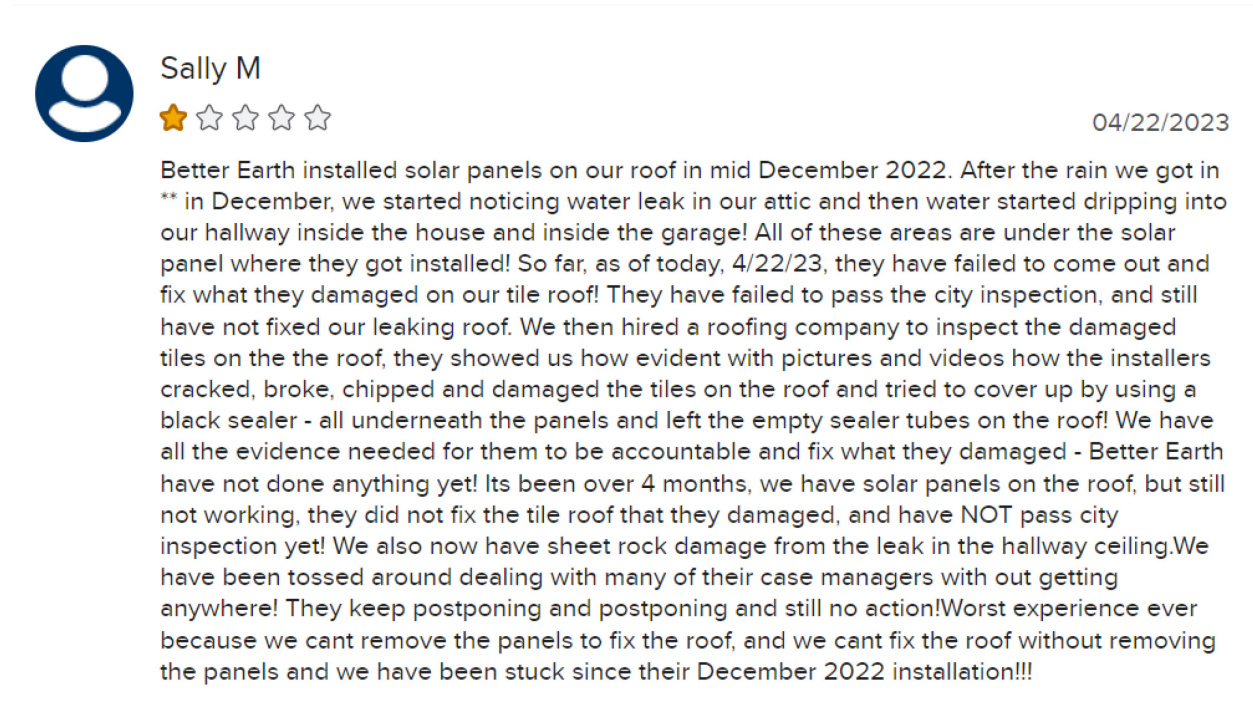 Sally M
04/22/2023
Better Earth installed solar panels on our roof in mid December 2022. After the rain we got in
** in December, we started noticing water leak in our attic and then water started dripping into
our hallway inside the house and inside the garage! All of these areas are under the solar
panel where they got installed! So far, as of today, 4/22/23, they have failed to come out and
fix what they damaged on our tile roof! They have failed to pass the city inspection, and still
have not fixed our leaking roof. We then hired a roofing company to inspect the damaged
tiles on the the roof, they showed us how evident with pictures and videos how the installers
cracked, broke, chipped and damaged the tiles on the roof and tried to cover up by using a
black sealer - all underneath the panels and left the empty sealer tubes on the roof! We have
all the evidence needed for them to be accountable and fix what they damaged - Better Earth
have not done anything yet! Its been over 4 months, we have solar panels on the roof, but still
not working, they did not fix the tile roof that they damaged, and have NOT pass city
inspection yet! We also now have sheet rock damage from the leak in the hallway ceiling.We
have been tossed around dealing with many of their case managers with out getting
anywhere! They keep postponing and postponing and still no action!Worst experience ever
because we cant remove the panels to fix the roof, and we cant fix the roof without removing
the panels and we have been stuck since their December 2022 installation!!!